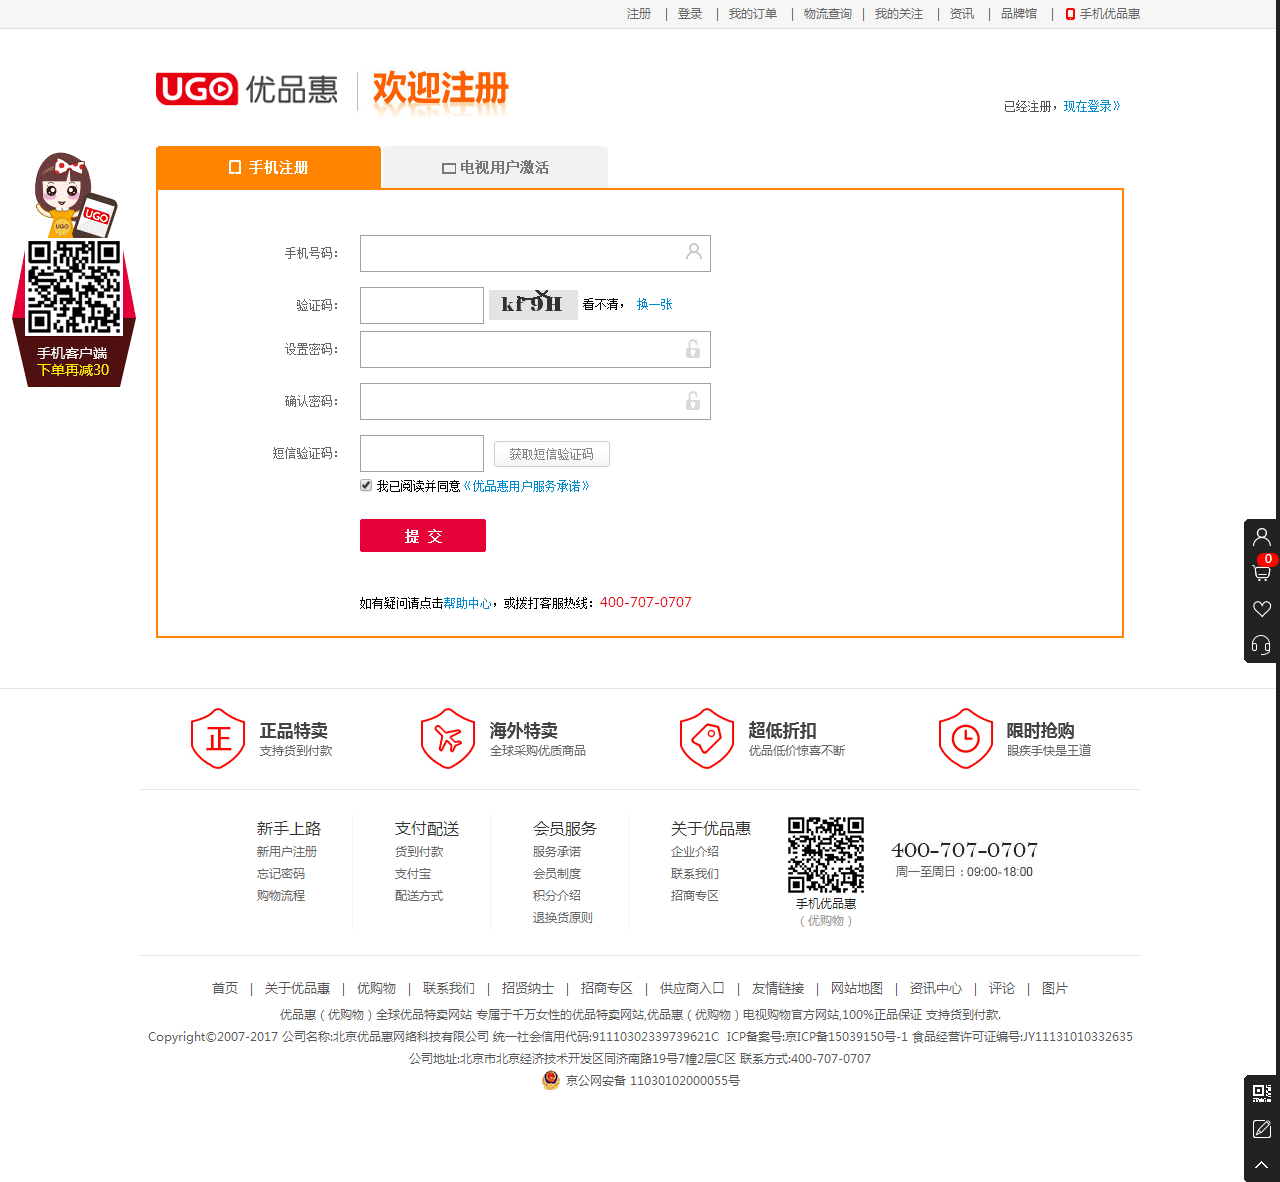 注册 | 登录 | 我的订单 | 物流查询 | 我的关注 | 资讯 | 品牌馆 | 手机优品惠
UGO 优品惠 欢迎注册
已经注册，现在登录》
手机注册 电视用户激活
UGO
UGO
手机客户端
下单再减30
手机号码：
验证码： kf9H 看不清， 换一张
设置密码：
确认密码：
短信验证码： 获取短信验证码
我已阅读并同意《优品惠用户服务承诺》
提 交
如有疑问请点击帮助中心，或拨打客服热线：400-707-0707
0
正 正品特卖 海外特卖 超低折扣 限时抢购
支持货到付款 全球采购优质商品 优品低价惊喜不断 眼疾手快是王道
新手上路
新用户注册
忘记密码
购物流程
支付配送
货到付款
支付宝
配送方式
会员服务
服务承诺
会员制度
积分介绍
退换货原则
关于优品惠
企业介绍
联系我们
招商专区
手机优品惠
（优购物）
400-707-0707
周一至周日：09:00-18:00
首页 | 关于优品惠 | 优购物 | 联系我们 | 招贤纳士 | 招商专区 | 供应商入口 | 友情链接 | 网站地图 | 资讯中心 | 评论 | 图片
优品惠（优购物）全球优品特卖网站 专属于千万女性的优品特卖网站,优品惠（优购物）电视购物官方网站,100%正品保证 支持货到付款.
Copyright©2007-2017 公司名称:北京优品惠网络科技有限公司 统一社会信用代码:91110302339739621C ICP备案号:京ICP备15039150号-1 食品经营许可证编号:JY11131010332635
公司地址:北京市北京经济技术开发区同济南路19号7幢2层C区 联系方式:400-707-0707
京公网安备 11030102000055号